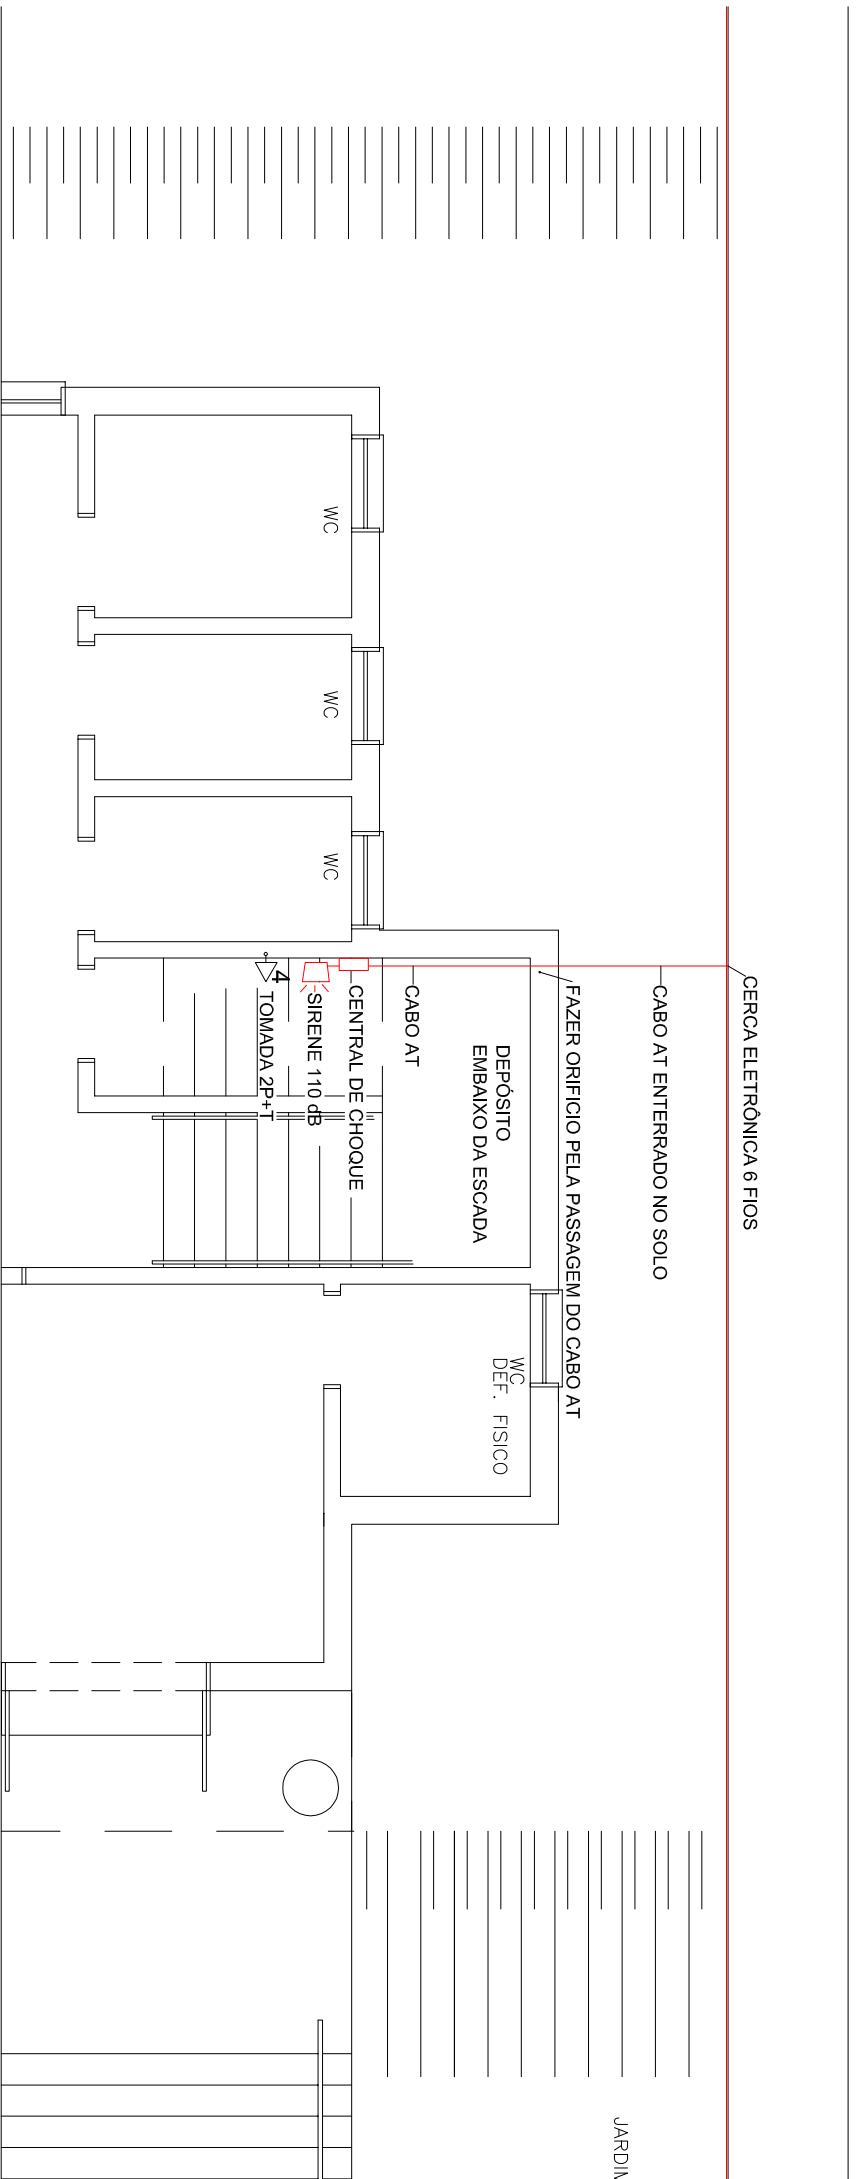 CERCA ELETRÔNICA 6 FIOS
CABO AT ENTERRADO NO SOLO
FAZER ORIFICIO PELA PASSAGEM DO CABO AT
DEPÓSITO
EMBAIXO DA ESCADA
CABO AT
CENTRAL DE CHOQUE
SIRENE 110 dB
4
TOMADA 2P+T
WC
WC
WC
WC
DEF. FISICO